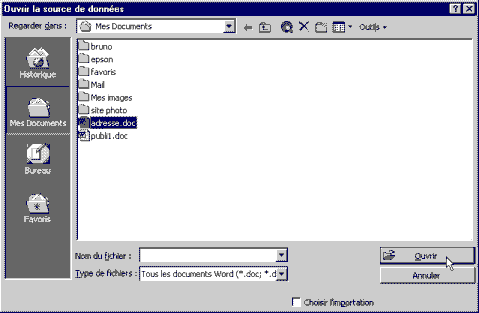 Ouvrir la source de données
Regarder dans :
Mes Documents
Outils
Historique
Mes Documents
Bureau
Favoris
bruno
epson
favoris
Mail
Mes images
site photo
adresse.doc
publi1.doc
Nom du fichier :
Ouvrir
Type de fichiers :
Tous les documents Word (*.doc; *.d
Annuler
Choisir l'importation